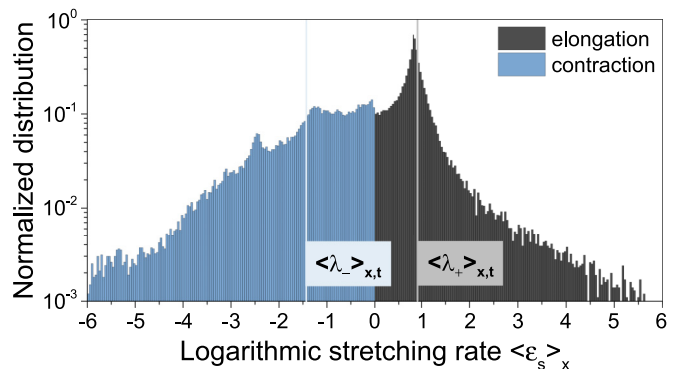 Normalized distribution
10⁰
10⁻¹
10⁻²
10⁻³
elongation
contraction
<λ₋>ₓ,ₜ
<λ₊>ₓ,ₜ
-6 -5 -4 -3 -2 -1 0 1 2 3 4 5 6
Logarithmic stretching rate <εₛ>ₓ